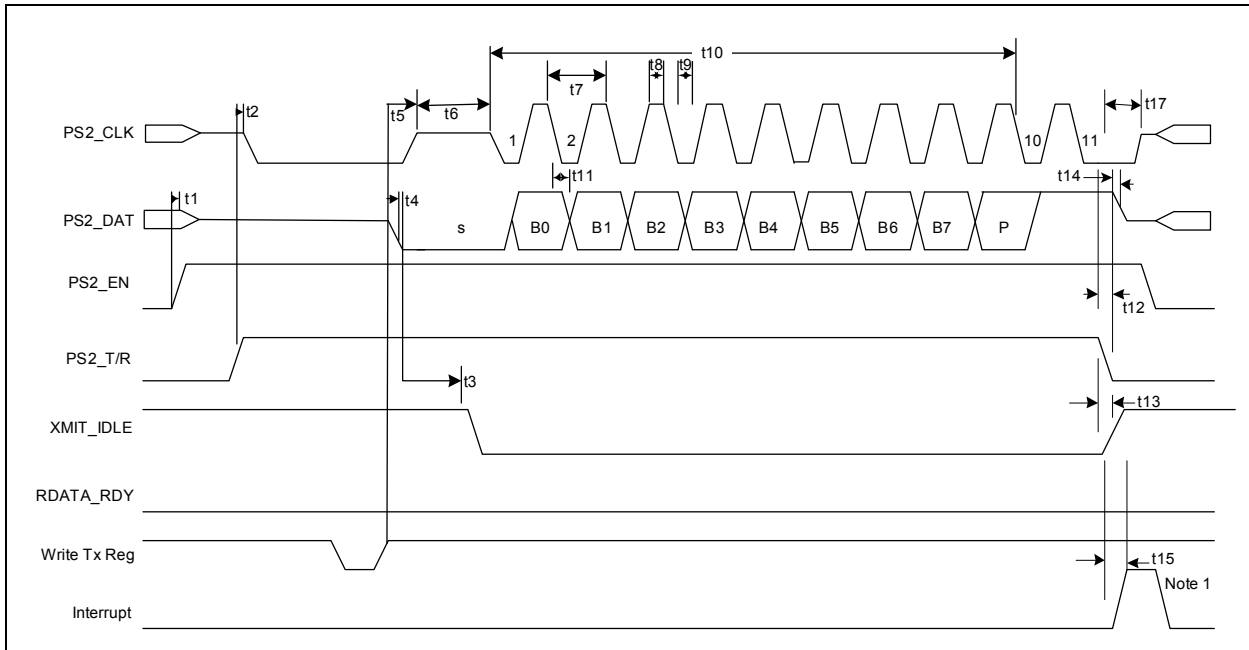 t10
t8 t9
t7
t2 t5 t6 t17
PS2_CLK
1 2 10 11
t11 t14
t1 t4
PS2_DAT
s B0 B1 B2 B3 B4 B5 B6 B7 P
PS2_EN
t12
PS2_T/R
t3
t13
XMIT_IDLE
RDATA_RDY
Write Tx Reg
t15
Note 1
Interrupt